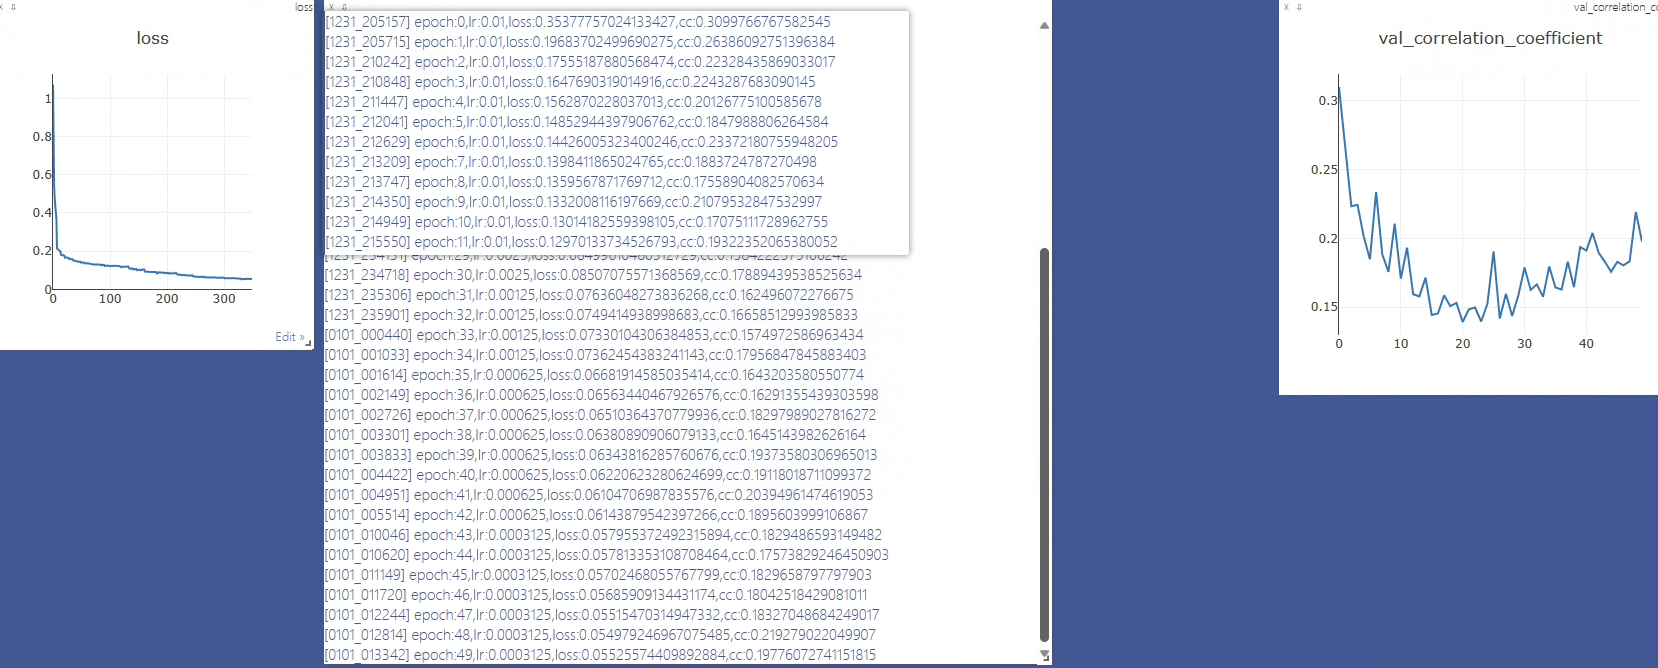 loss
loss
1
0.8
0.6
0.4
0.2
0
0
100
200
300
Edit »
[1231_205157] epoch:0,lr:0.01,loss:0.35377757024133427,cc:0.3099766767582545
[1231_205715] epoch:1,lr:0.01,loss:0.19683702499690275,cc:0.26386092751396384
[1231_210242] epoch:2,lr:0.01,loss:0.17555187880568474,cc:0.22328435869033017
[1231_210848] epoch:3,lr:0.01,loss:0.1647690319014916,cc:0.2243287683090145
[1231_211447] epoch:4,lr:0.01,loss:0.1562870228037013,cc:0.20126775100585678
[1231_212041] epoch:5,lr:0.01,loss:0.14852944397906762,cc:0.1847988806264584
[1231_212629] epoch:6,lr:0.01,loss:0.14426005323400246,cc:0.23372180755948205
[1231_213209] epoch:7,lr:0.01,loss:0.1398411865024765,cc:0.1883724787270498
[1231_213747] epoch:8,lr:0.01,loss:0.1359567871769712,cc:0.17558904082570634
[1231_214350] epoch:9,lr:0.01,loss:0.1332008116197669,cc:0.21079532847532997
[1231_214949] epoch:10,lr:0.01,loss:0.13014182559398105,cc:0.17075111728962755
[1231_215550] epoch:11,lr:0.01,loss:0.12970133734526793,cc:0.19322352065380052
[1231_234718] epoch:30,lr:0.0025,loss:0.08507075571368569,cc:0.17889439538525634
[1231_235306] epoch:31,lr:0.00125,loss:0.07636048273836268,cc:0.162496072276675
[1231_235901] epoch:32,lr:0.00125,loss:0.0749414938998683,cc:0.16658512993985833
[0101_000440] epoch:33,lr:0.00125,loss:0.07330104306384853,cc:0.1574972586963434
[0101_001033] epoch:34,lr:0.00125,loss:0.07362454383241143,cc:0.17956847845883403
[0101_001614] epoch:35,lr:0.000625,loss:0.06681914585035414,cc:0.1643203580550774
[0101_002149] epoch:36,lr:0.000625,loss:0.06563440467926576,cc:0.16291355439303598
[0101_002726] epoch:37,lr:0.000625,loss:0.06510364370779936,cc:0.18297989027816272
[0101_003301] epoch:38,lr:0.000625,loss:0.06380890906079133,cc:0.1645143982626164
[0101_003833] epoch:39,lr:0.000625,loss:0.06343816285760676,cc:0.19373580306965013
[0101_004422] epoch:40,lr:0.000625,loss:0.06220623280624699,cc:0.19118018711099372
[0101_004951] epoch:41,lr:0.000625,loss:0.06104706987835576,cc:0.20394961474619053
[0101_005514] epoch:42,lr:0.000625,loss:0.06143879542397266,cc:0.1895603999106867
[0101_010046] epoch:43,lr:0.0003125,loss:0.057955372492315894,cc:0.1829486593149482
[0101_010620] epoch:44,lr:0.0003125,loss:0.057813353108708464,cc:0.17573829246450903
[0101_011149] epoch:45,lr:0.0003125,loss:0.05702468055767799,cc:0.1829658797797903
[0101_011720] epoch:46,lr:0.0003125,loss:0.05685909134431174,cc:0.18042518429081011
[0101_012244] epoch:47,lr:0.0003125,loss:0.05515470314947332,cc:0.18327048684249017
[0101_012814] epoch:48,lr:0.0003125,loss:0.054979246967075485,cc:0.219279022049907
[0101_013342] epoch:49,lr:0.0003125,loss:0.05525574409892884,cc:0.19776072741151815
val_correlation_c
val_correlation_coefficient
0.3
0.25
0.2
0.15
0
10
20
30
40